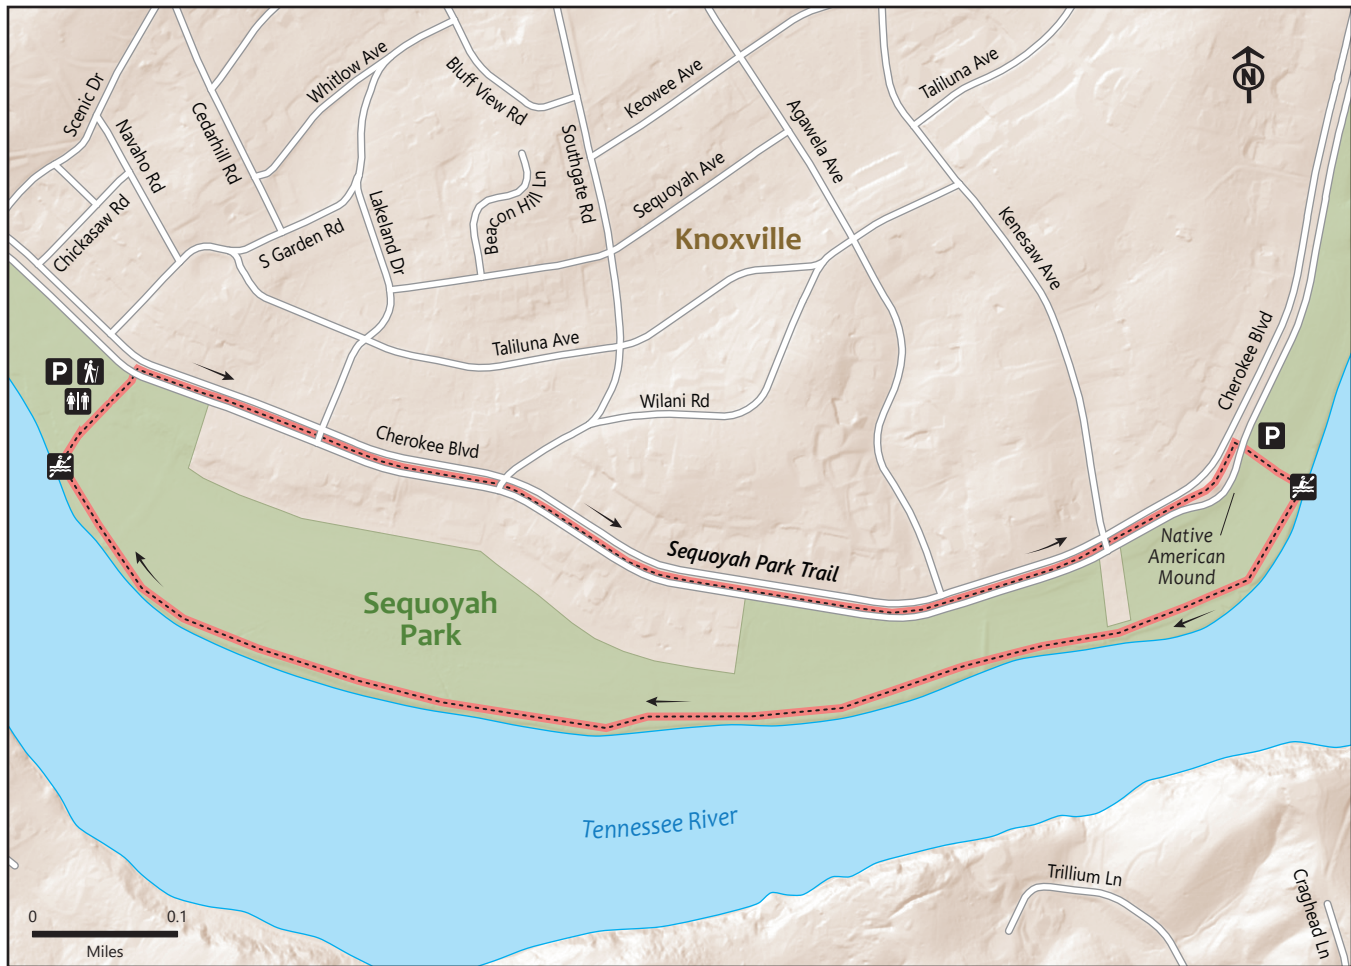 Scenic Dr
Whitlow Ave
Bluff View Rd
Keowee Ave
Taliluna Ave
N
Navaho Rd
Cedarhill Rd
Agawela Ave
Southgate Rd
Sequoyah Ave
Beacon Hill Ln
Lakeland Dr
Chickasaw Rd
S Garden Rd
Knoxville
Kenesaw Ave
Taliluna Ave
Cherokee Blvd
P
Wilani Rd
Cherokee Blvd
P
Sequoyah Park Trail
Native
American
Mound
Sequoyah
Park
Tennessee River
Trillium Ln
Craghead Ln
0 0.1
Miles